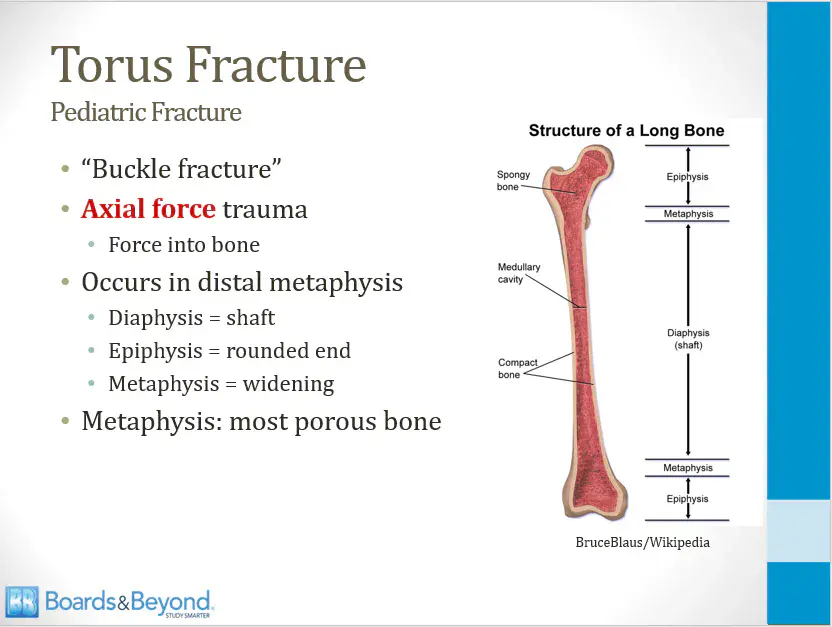 Torus Fracture
Pediatric Fracture
• “Buckle fracture”
• Axial force trauma
• Force into bone
• Occurs in distal metaphysis
• Diaphysis = shaft
• Epiphysis = rounded end
• Metaphysis = widening
• Metaphysis: most porous bone
Structure of a Long Bone
Spongy
bone
Epiphysis
Metaphysis
Medullary
cavity
Diaphysis
(shaft)
Compact
bone
Metaphysis
Epiphysis
BruceBlaus/Wikipedia
BB Boards&Beyond.
STUDY SMARTER